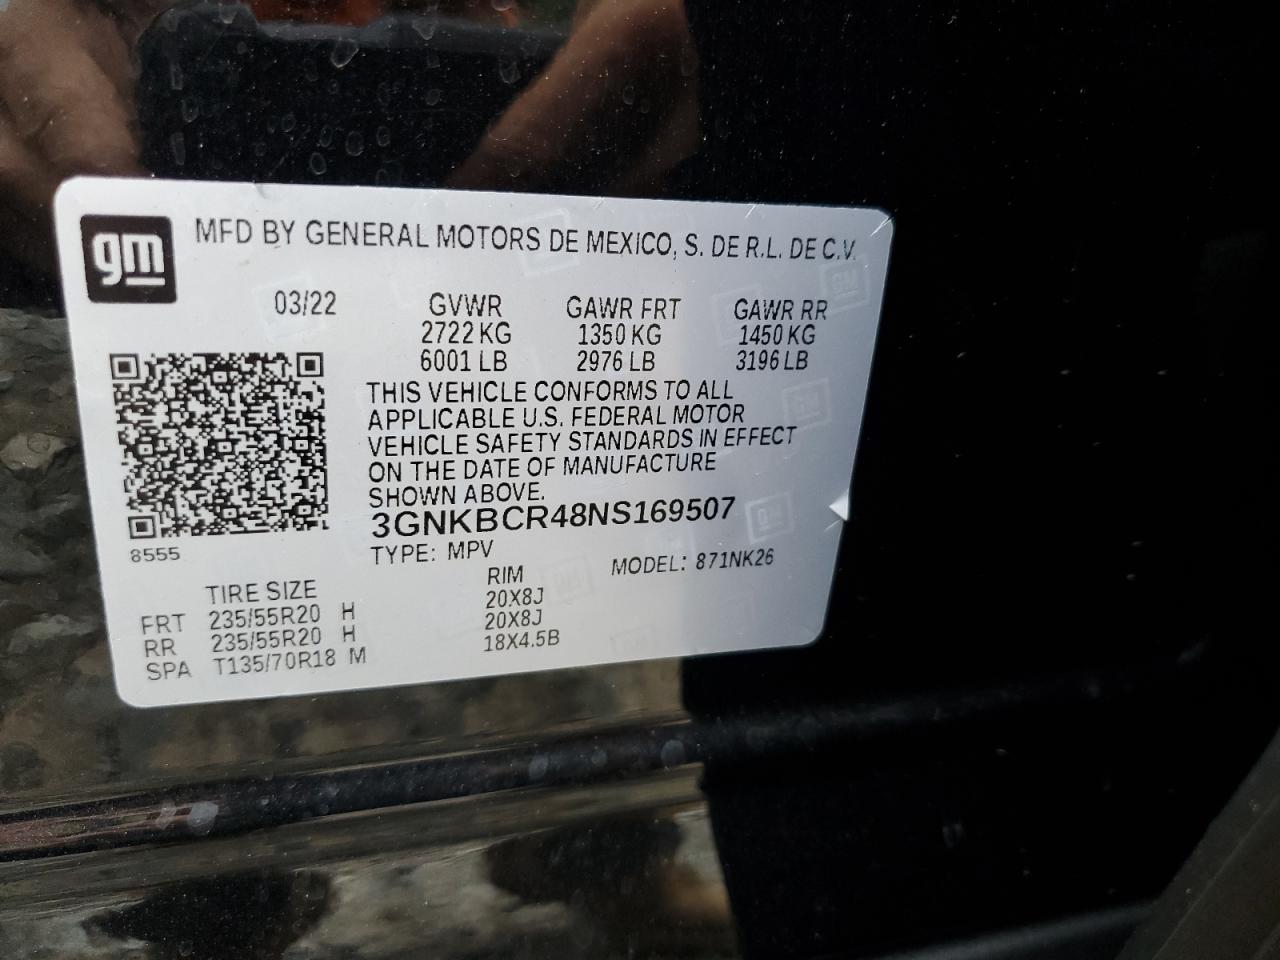 gm
MFD BY GENERAL MOTORS DE MEXICO, S. DE R.L. DE C.V.
03/22 GVWR GAWR FRT GAWR RR
2722 KG 1350 KG 1450 KG
6001 LB 2976 LB 3196 LB
THIS VEHICLE CONFORMS TO ALL
APPLICABLE U.S. FEDERAL MOTOR
VEHICLE SAFETY STANDARDS IN EFFECT
ON THE DATE OF MANUFACTURE
SHOWN ABOVE.
3GNKBCR48NS169507
8555
TYPE: MPV MODEL: 871NK26
TIRE SIZE RIM
FRT 235/55R20 H 20X8J
RR 235/55R20 H 20X8J
SPA T135/70R18 M 18X4.5B